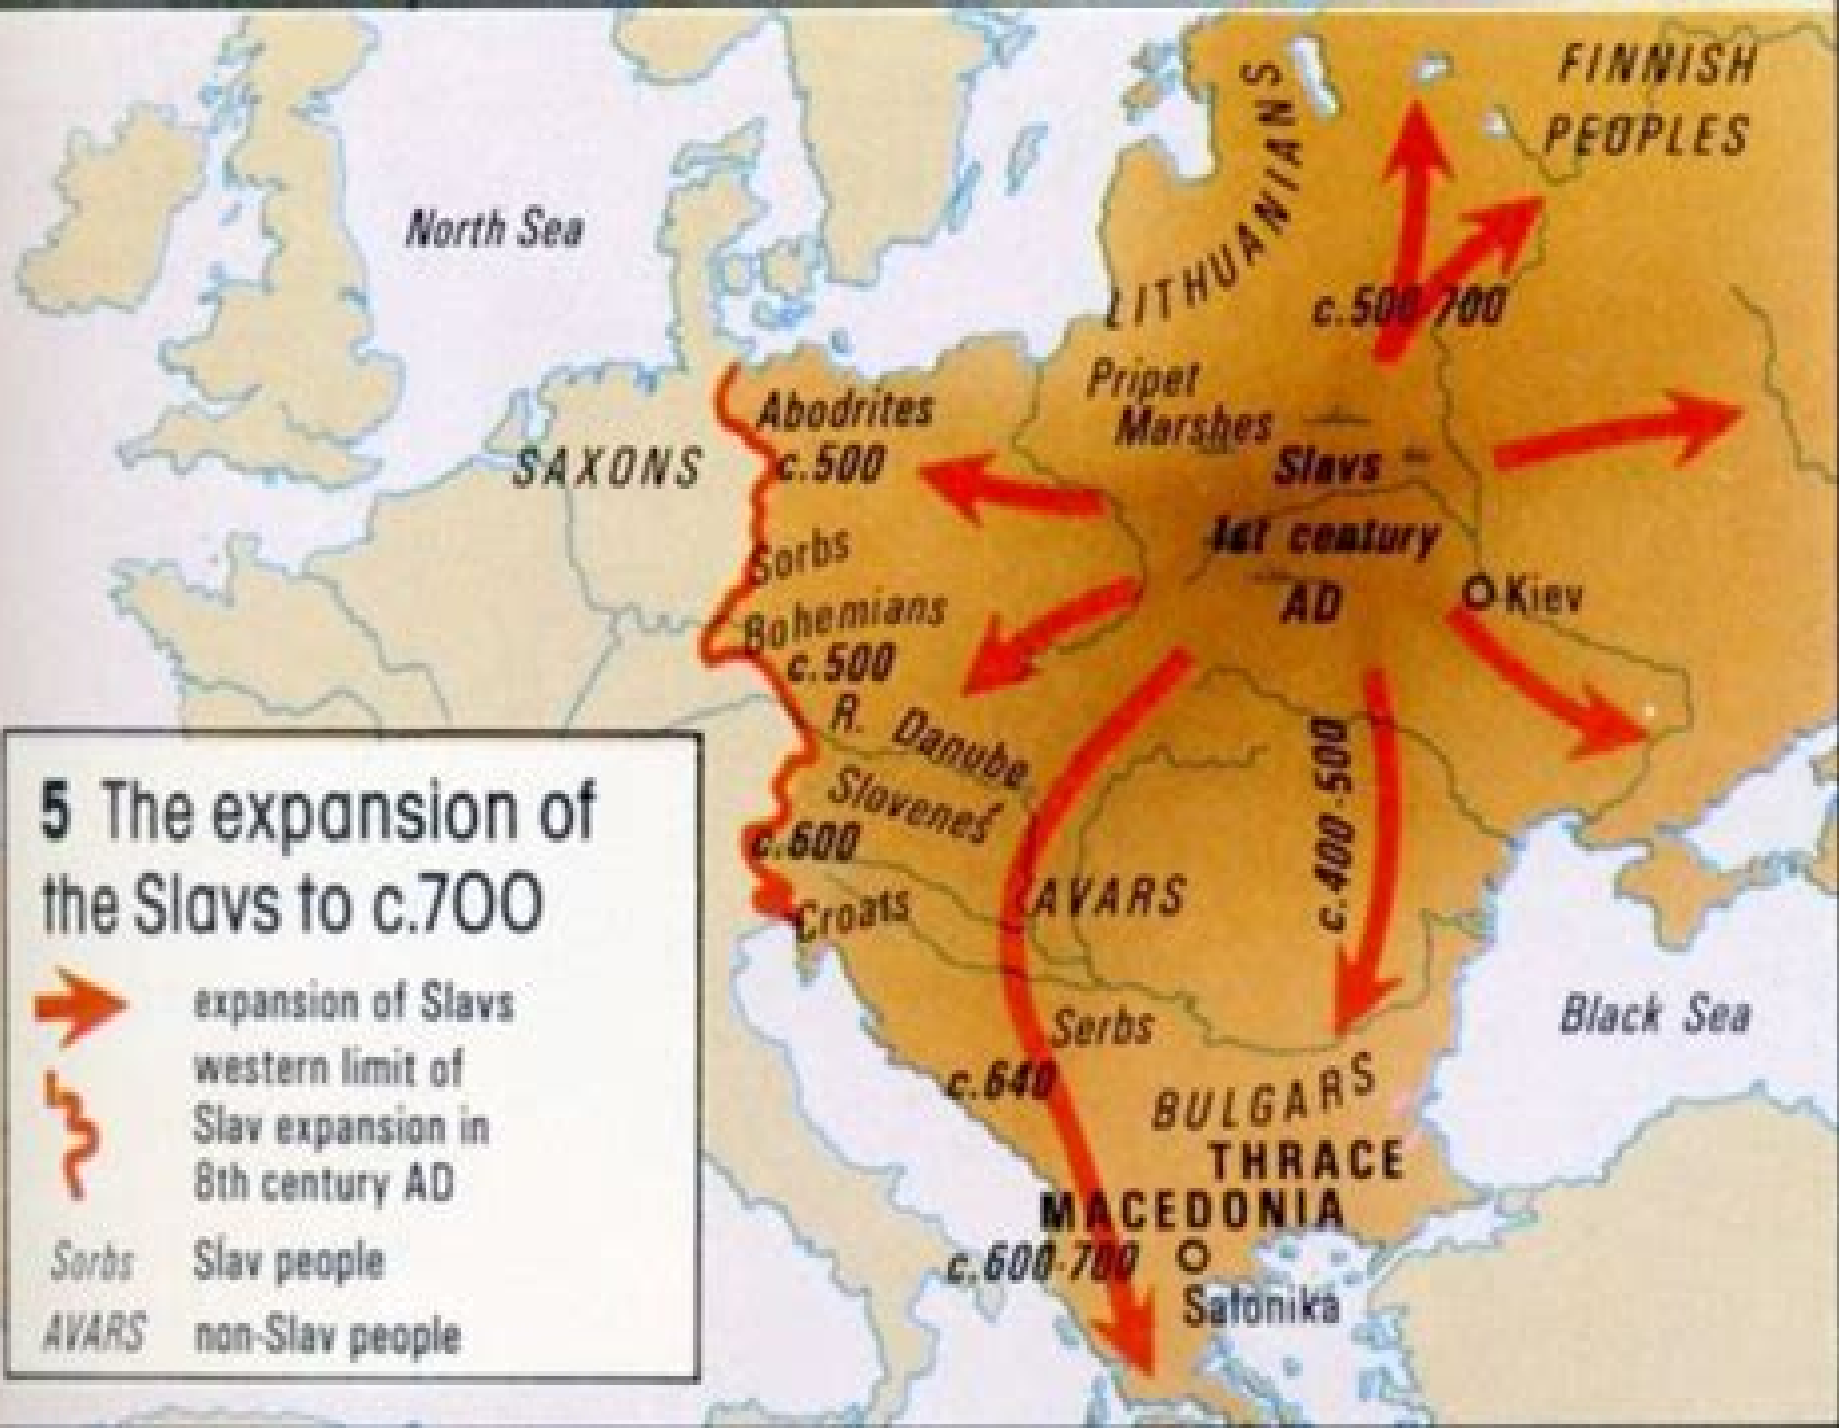 FINNISH
PEOPLES
LITHUANIANS
North Sea
c.500-700
Pripet
Marshes
Abodrites
c.500
SAXONS
Slavs
1st century
AD
Sorbs
Kiev
Bohemians
c.500
R. Danube
Slovenes
c.600
c.400-500
AVARS
Croats
Serbs
Black Sea
c.640
BULGARS
THRACE
MACEDONIA
c.600-700
Salonika
5 The expansion of
the Slavs to c.700
expansion of Slavs
western limit of
Slav expansion in
8th century AD
Sorbs Slav people
AVARS non-Slav people